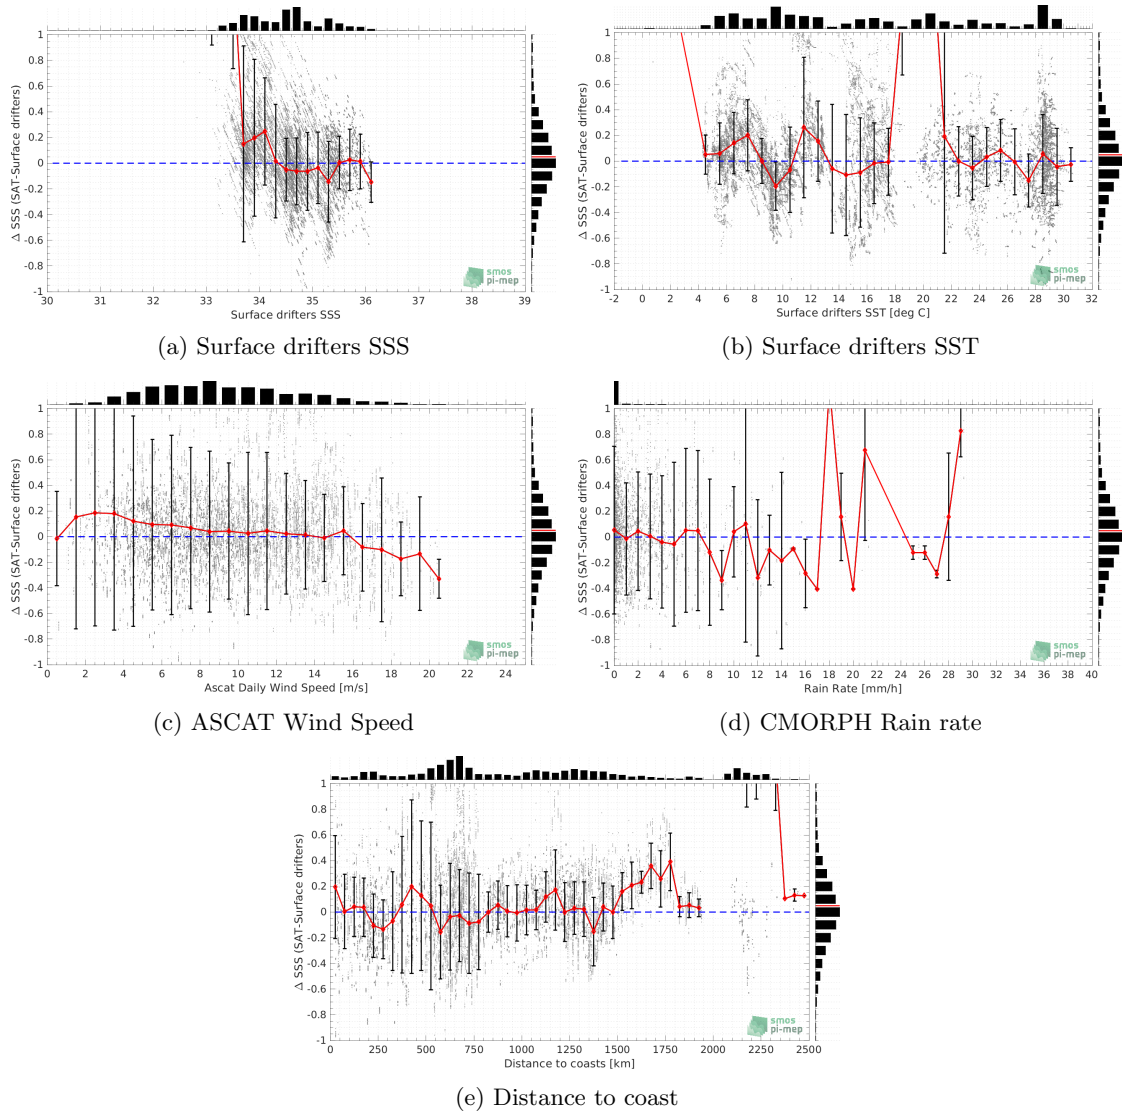 Δ SSS (SAT-Surface drifters)
1
0.8
0.6
0.4
0.2
0
-0.2
-0.4
-0.6
-0.8
-1
30 31 32 33 34 35 36 37 38 39
Surface drifters SSS
smos
pi-mep
(a) Surface drifters SSS
Δ SSS (SAT-Surface drifters)
1
0.8
0.6
0.4
0.2
0
-0.2
-0.4
-0.6
-0.8
-1
-2 0 2 4 6 8 10 12 14 16 18 20 22 24 26 28 30 32
Surface drifters SST [deg C]
smos
pi-mep
(b) Surface drifters SST
Δ SSS (SAT-Surface drifters)
1
0.8
0.6
0.4
0.2
0
-0.2
-0.4
-0.6
-0.8
-1
0 2 4 6 8 10 12 14 16 18 20 22 24
Ascat Daily Wind Speed [m/s]
smos
pi-mep
(c) ASCAT Wind Speed
Δ SSS (SAT-Surface drifters)
1
0.8
0.6
0.4
0.2
0
-0.2
-0.4
-0.6
-0.8
-1
0 2 4 6 8 10 12 14 16 18 20 22 24 26 28 30 32 34 36 38 40
Rain Rate [mm/h]
smos
pi-mep
(d) CMORPH Rain rate
Δ SSS (SAT-Surface drifters)
1
0.8
0.6
0.4
0.2
0
-0.2
-0.4
-0.6
-0.8
-1
0 250 500 750 1000 1250 1500 1750 2000 2250 2500
Distance to coasts [km]
smos
pi-mep
(e) Distance to coast